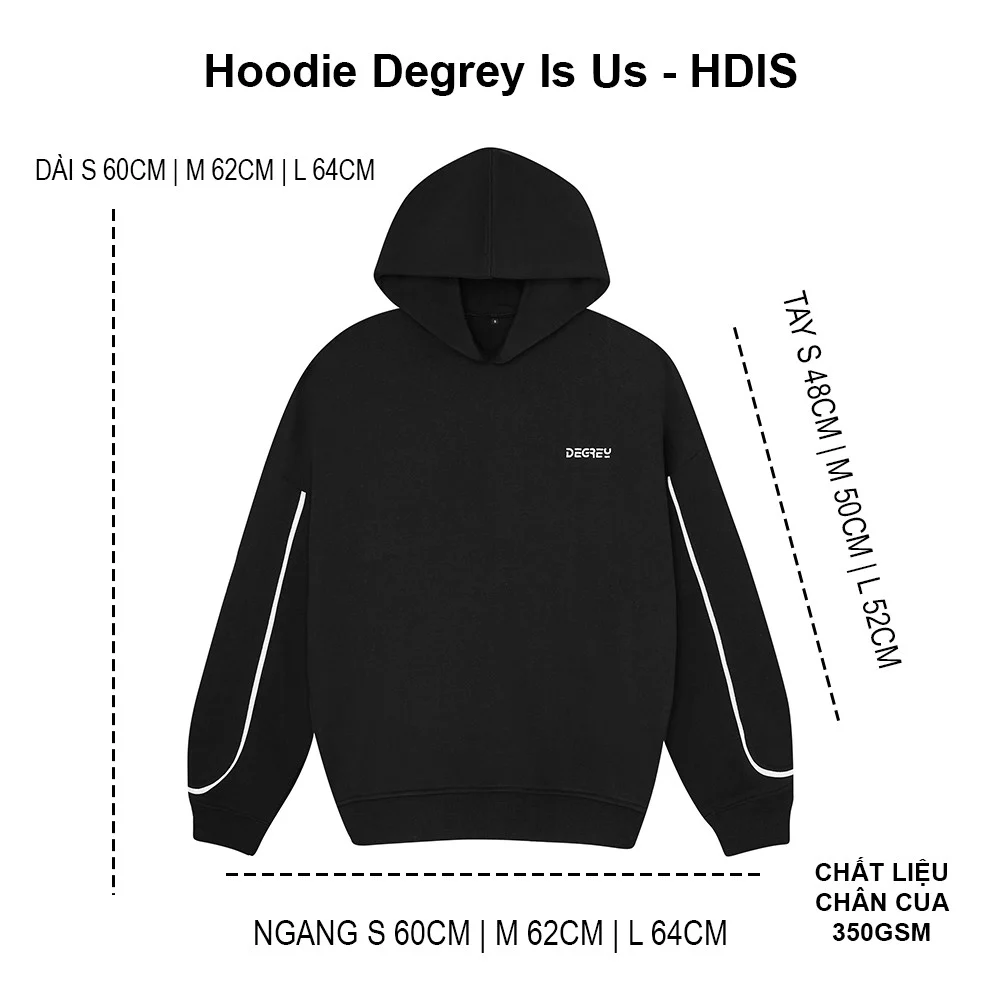 Hoodie Degrey Is Us - HDIS
DÀI S 60CM | M 62CM | L 64CM
TAY S 48CM | M 50CM | L 52CM
DEGREY
CHẤT LIỆU
CHÂN CUA
350GSM
NGANG S 60CM | M 62CM | L 64CM